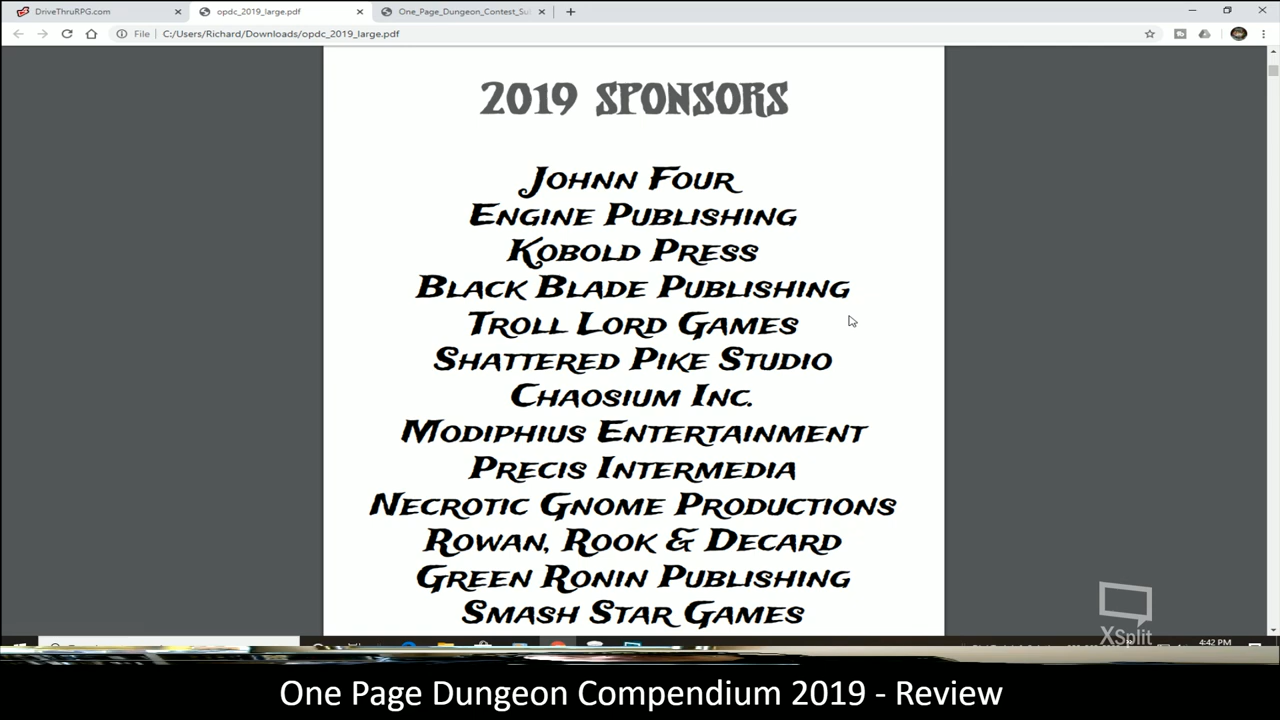 DriveThruRPG.com
opdc_2019_large.pdf
One_Page_Dungeon_Contest_Su
File
C:/Users/Richard/Downloads/opdc_2019_large.pdf
2019 SPONSORS
JOHNN FOUR
ENGINE PUBLISHING
KOBOLD PRESS
BLACK BLADE PUBLISHING
TROLL LORD GAMES
SHATTERED PIKE STUDIO
CHAOSIUM INC.
MODIPHIUS ENTERTAINMENT
PRECIS INTERMEDIA
NECROTIC GNOME PRODUCTIONS
ROWAN, ROOK & DECARD
GREEN RONIN PUBLISHING
SMASH STAR GAMES
XSplit
4:42 PM
One Page Dungeon Compendium 2019 - Review